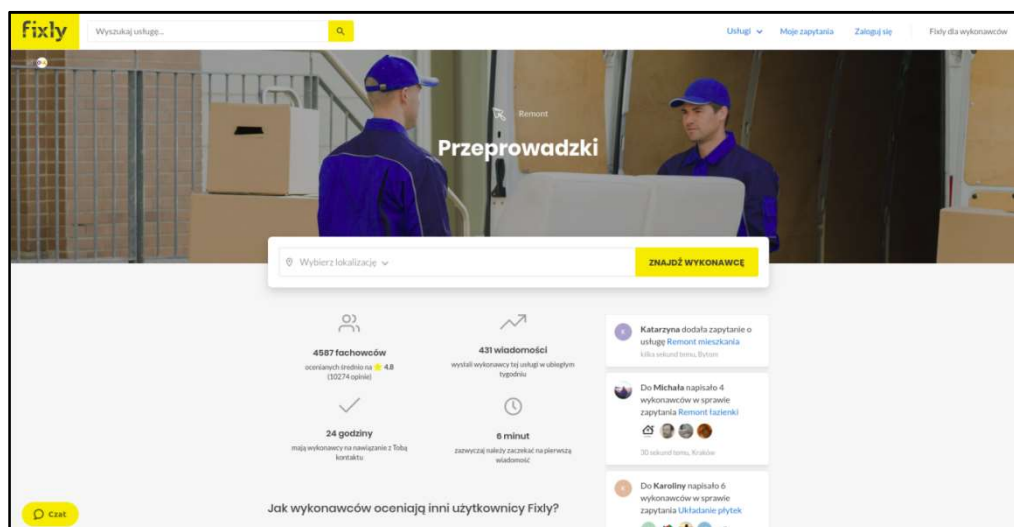 fixly
Wyszukaj usługę...
Usługi
Moje zapytania
Zaloguj się
Fixly dla wykonawców
Remont
Przeprowadzki
Wybierz lokalizację
ZNAJDŹ WYKONAWCĘ
4587 fachowców
ocenianych średnio na 4.8
(10274 opinie)
431 wiadomości
wysłali wykonawcy tej usługi w ubiegłym
tygodniu
24 godziny
mają wykonawcy na nawiązanie z Tobą
kontaktu
6 minut
zazwyczaj należy zaczekać na pierwszą
wiadomość
K
Katarzyna dodała zapytanie o
usługę Remont mieszkania
kilka sekund temu, Bytom
Do Michała napisało 4
wykonawców w sprawie
zapytania Remont łazienki
30 sekund temu, Kraków
K
Do Karoliny napisało 6
wykonawców w sprawie
zapytania Układanie płytek
Jak wykonawców oceniają inni użytkownicy Fixly?
Czat